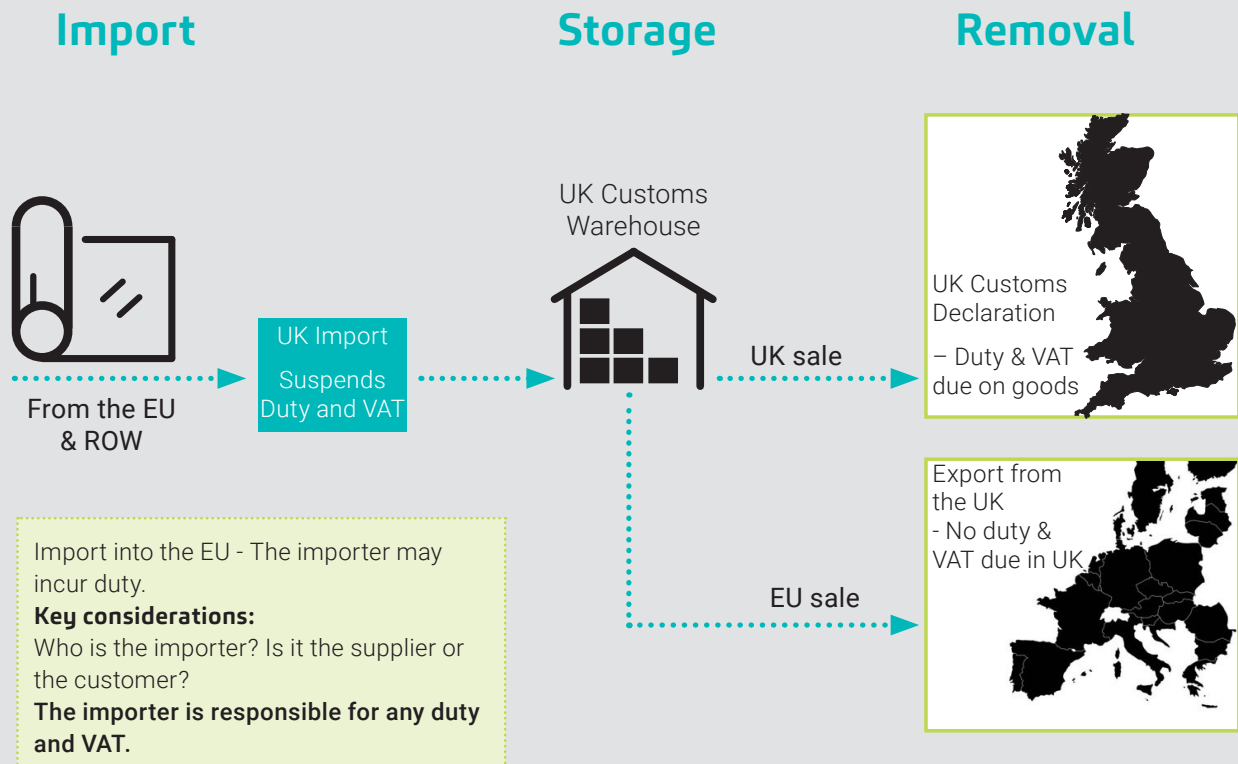 Import
Storage
Removal
From the EU
& ROW
UK Import
Suspends
Duty and VAT
UK Customs
Warehouse
UK sale
EU sale
UK Customs
Declaration
– Duty & VAT
due on goods
Export from
the UK
- No duty &
VAT due in UK
Import into the EU - The importer may
incur duty.
Key considerations:
Who is the importer? Is it the supplier or
the customer?
The importer is responsible for any duty
and VAT.